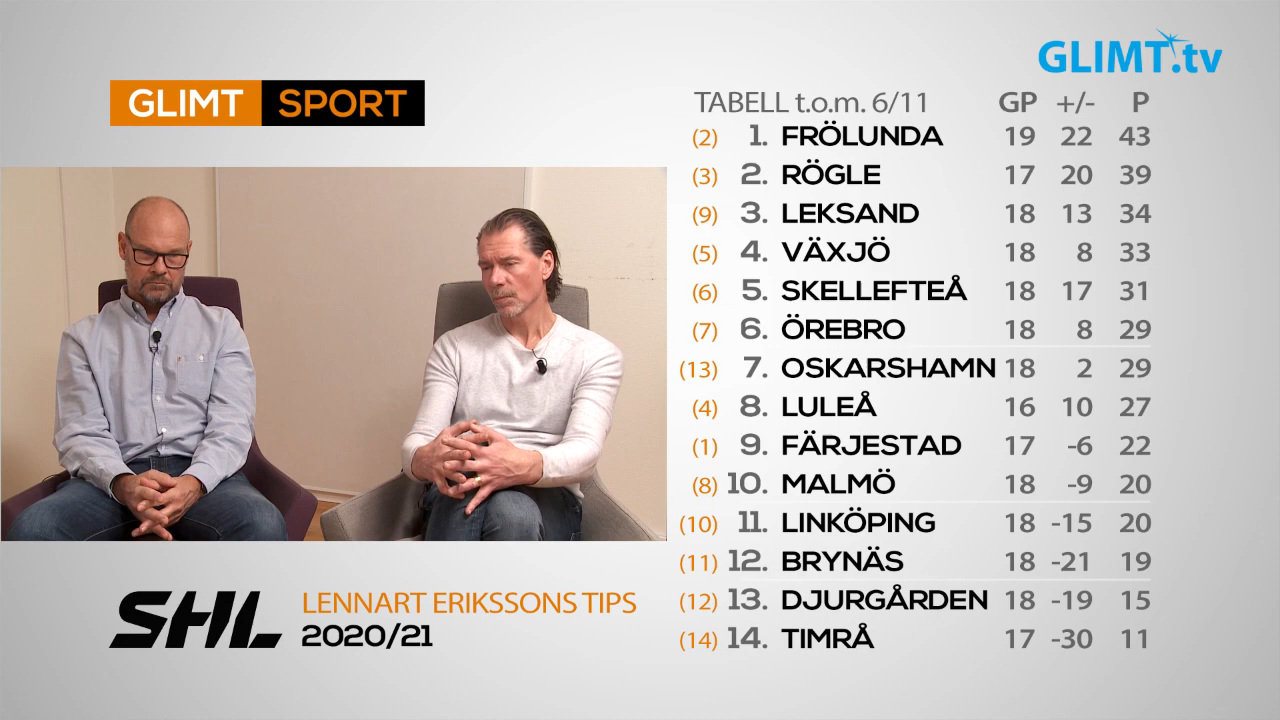 GLIMT.tv
GLIMT SPORT
TABELL t.o.m. 6/11 GP +/- P
(2) 1. FRÖLUNDA 19 22 43
(3) 2. RÖGLE 17 20 39
(9) 3. LEKSAND 18 13 34
(5) 4. VÄXJÖ 18 8 33
(6) 5. SKELLEFTEÅ 18 17 31
(7) 6. ÖREBRO 18 8 29
(13) 7. OSKARSHAMN 18 2 29
(4) 8. LULEÅ 16 10 27
(1) 9. FÄRJESTAD 17 -6 22
(8) 10. MALMÖ 18 -9 20
(10) 11. LINKÖPING 18 -15 20
(11) 12. BRYNÄS 18 -21 19
(12) 13. DJURGÅRDEN 18 -19 15
(14) 14. TIMRÅ 17 -30 11
SHL
LENNART ERIKSSONS TIPS
2020/21